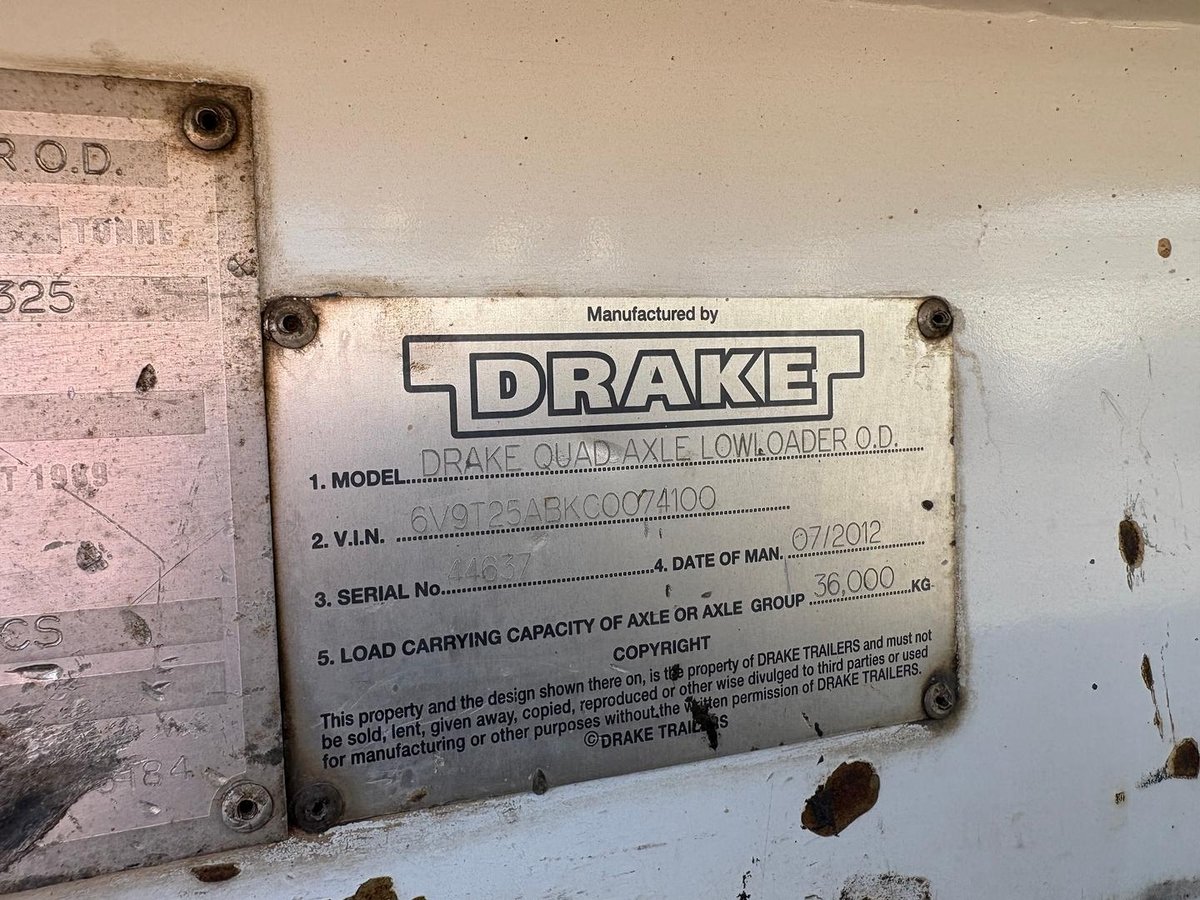 R.O.D.
TONNE
325
T 1989
CS
484
Manufactured by
DRAKE
1. MODEL DRAKE QUAD AXLE LOWLOADER O.D.
2. V.I.N. 6V9T25ABKC0074100
3. SERIAL No. 44637 4. DATE OF MAN. 07/2012
5. LOAD CARRYING CAPACITY OF AXLE OR AXLE GROUP 36,000 KG
COPYRIGHT
This property and the design shown there on, is the property of DRAKE TRAILERS and must not
be sold, lent, given away, copied, reproduced or other wise divulged to third parties or used
for manufacturing or other purposes without the written permission of DRAKE TRAILERS.
©DRAKE TRAILERS